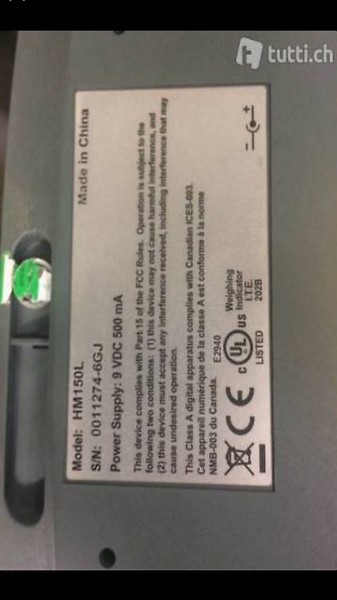 tutti.ch
Model: HM150L
Made in China
S/N: 0011274-6GJ
Power Supply: 9 VDC 500 mA
This device complies with Part 15 of the FCC Rules. Operation is subject to the
following two conditions: (1) this device may not cause harmful interference, and
(2) this device must accept any interference received, including interference that may
cause undesired operation.
This Class A digital apparatus complies with Canadian ICES-003.
Cet appareil numérique de la classe A est conforme à la norme
NMB-003 du Canada.
E2940
CE
c UL us
LISTED
Weighing
Indicator
I.T.E.
202B